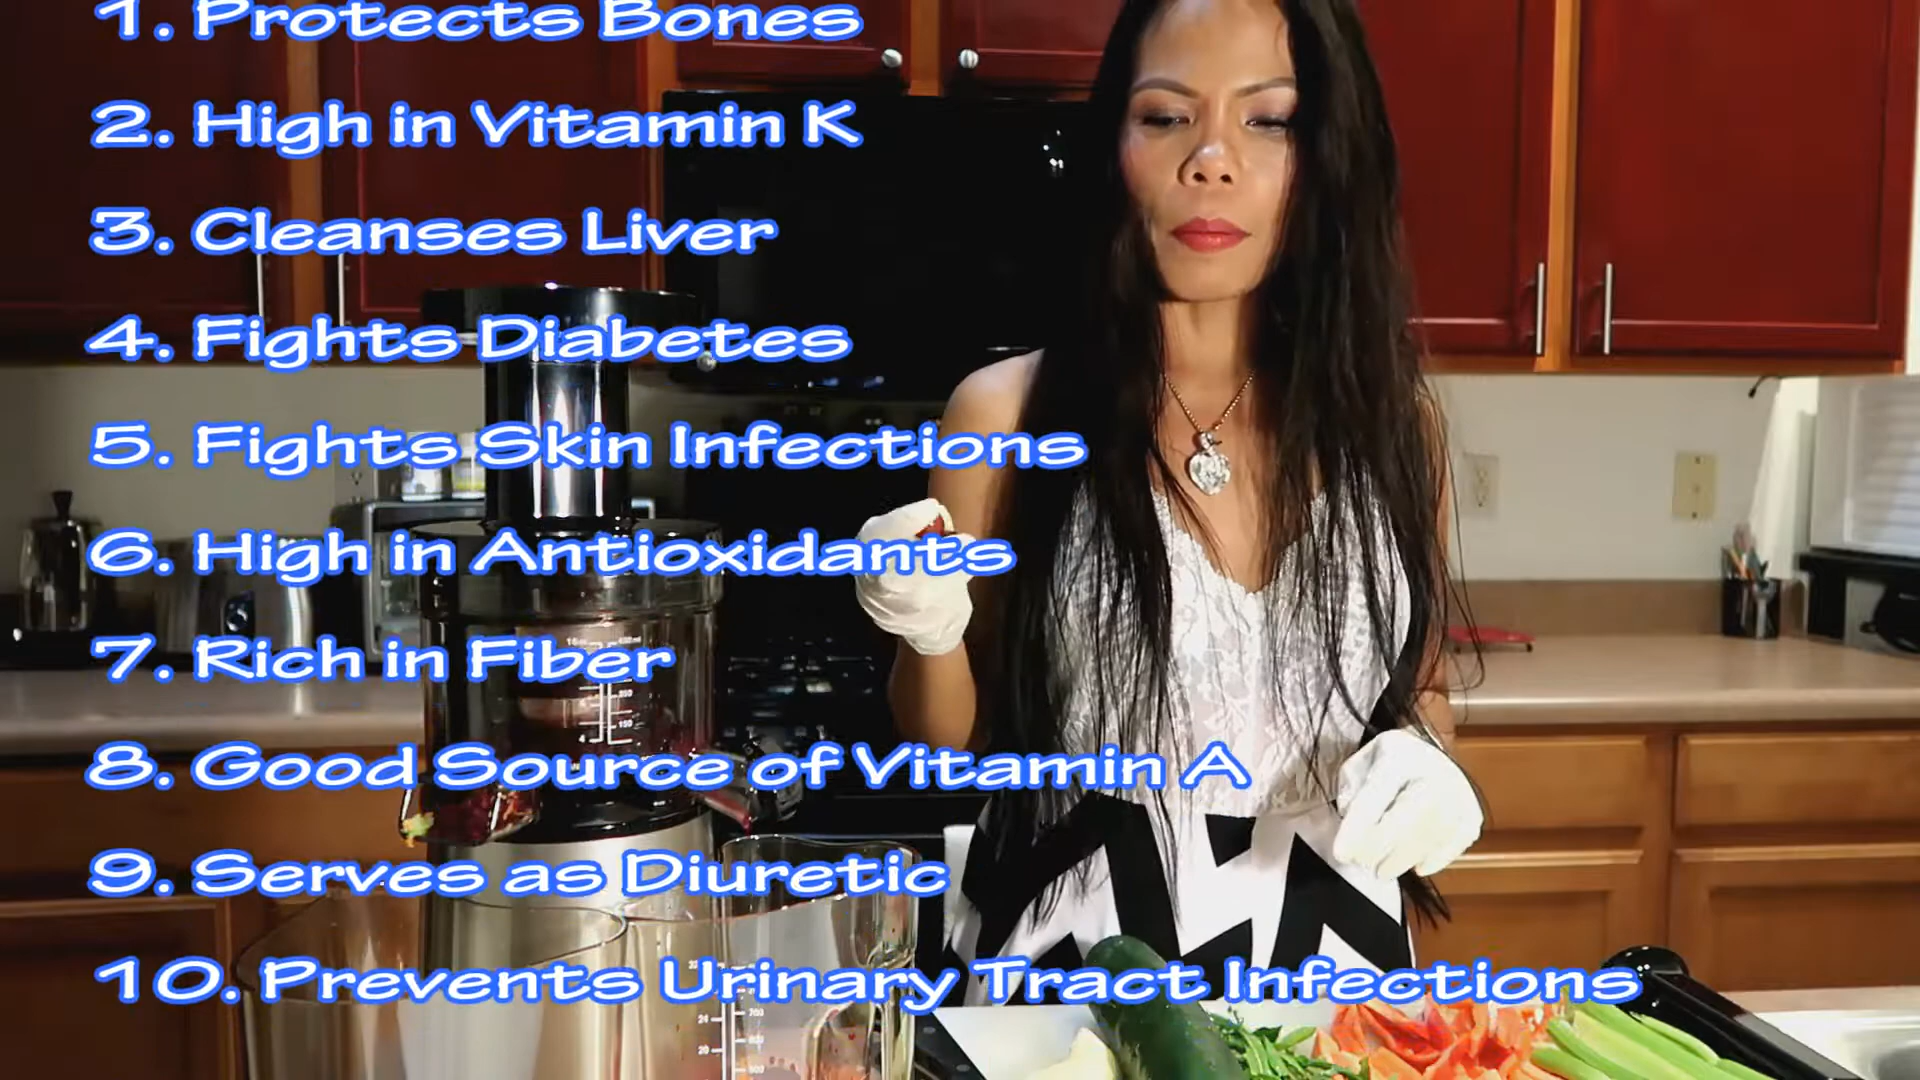 1. Protects Bones
2. High in Vitamin K
3. Cleanses Liver
4. Fights Diabetes
5. Fights Skin Infections
6. High in Antioxidants
7. Rich in Fiber
8. Good Source of Vitamin A
9. Serves as Diuretic
10. Prevents Urinary Tract Infections